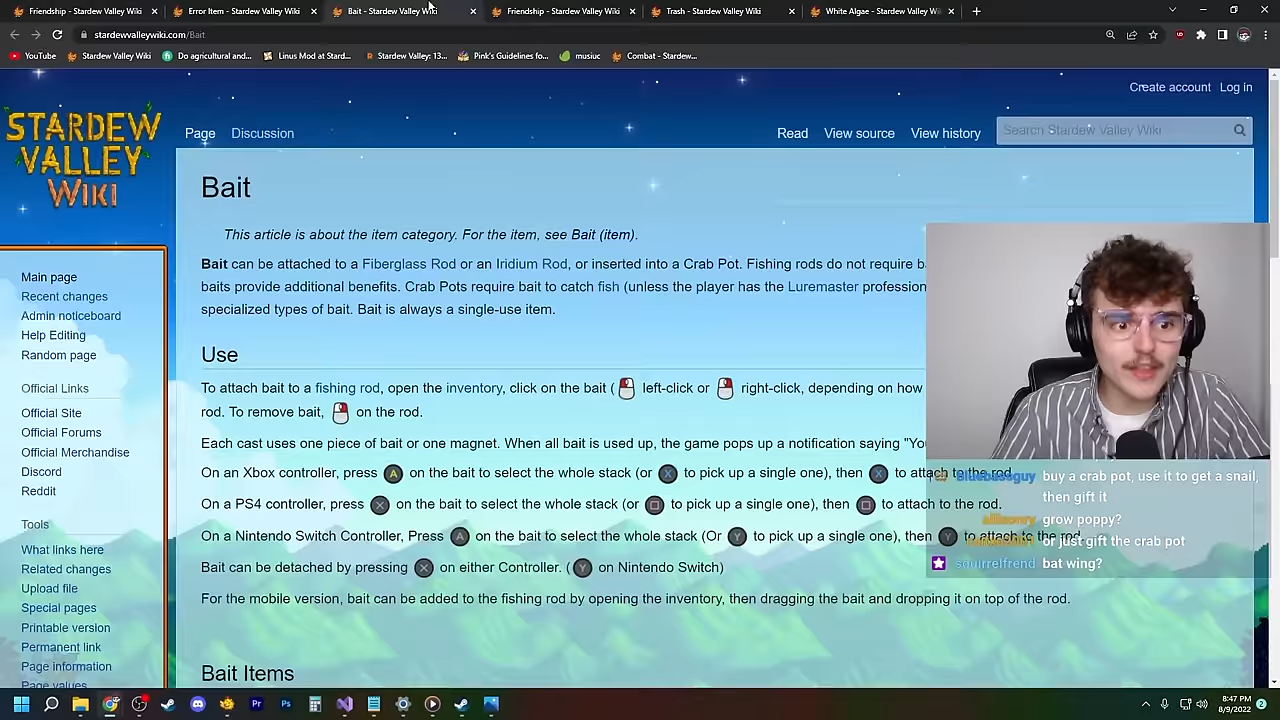 Friendship - Stardew Valley Wiki
Error Item - Stardew Valley Wiki
Bait - Stardew Valley Wiki
Friendship - Stardew Valley Wiki
Trash - Stardew Valley Wiki
White Algae - Stardew Valley Wi
stardewvalleywiki.com/Bait
YouTube
Stardew Valley Wiki
Do agricultural and...
Linus Mod at Stard...
Stardew Valley: 13...
Pink's Guidelines fo...
musiuc
Combat - Stardew...
Create account Log in
STARDEW
VALLEY
WIKI
Page Discussion
Read View source View history
Search Stardew Valley Wiki
Bait
This article is about the item category. For the item, see Bait (item).
Bait can be attached to a Fiberglass Rod or an Iridium Rod, or inserted into a Crab Pot. Fishing rods do not require b
baits provide additional benefits. Crab Pots require bait to catch fish (unless the player has the Luremaster profession
specialized types of bait. Bait is always a single-use item.
Use
To attach bait to a fishing rod, open the inventory, click on the bait ( left-click or right-click, depending on how
rod. To remove bait, on the rod.
Each cast uses one piece of bait or one magnet. When all bait is used up, the game pops up a notification saying "You
On an Xbox controller, press A on the bait to select the whole stack (or X to pick up a single one), then X to attach to the rod.
On a PS4 controller, press X on the bait to select the whole stack (or to pick up a single one), then to attach to the rod.
On a Nintendo Switch Controller, Press A on the bait to select the whole stack (Or Y to pick up a single one), then Y to attach to the rod.
Bait can be detached by pressing X on either Controller. ( Y on Nintendo Switch)
For the mobile version, bait can be added to the fishing rod by opening the inventory, then dragging the bait and dropping it on top of the rod.
Bait Items
Main page
Recent changes
Admin noticeboard
Help Editing
Random page
Official Links
Official Site
Official Forums
Official Merchandise
Discord
Reddit
Tools
What links here
Related changes
Upload file
Special pages
Printable version
Permanent link
Page information
Page values
bluebassguy buy a crab pot, use it to get a snail,
then gift it
grow poppy?
or just gift the crab pot
squirrelfrend bat wing?
8:47 PM
8/9/2022
2